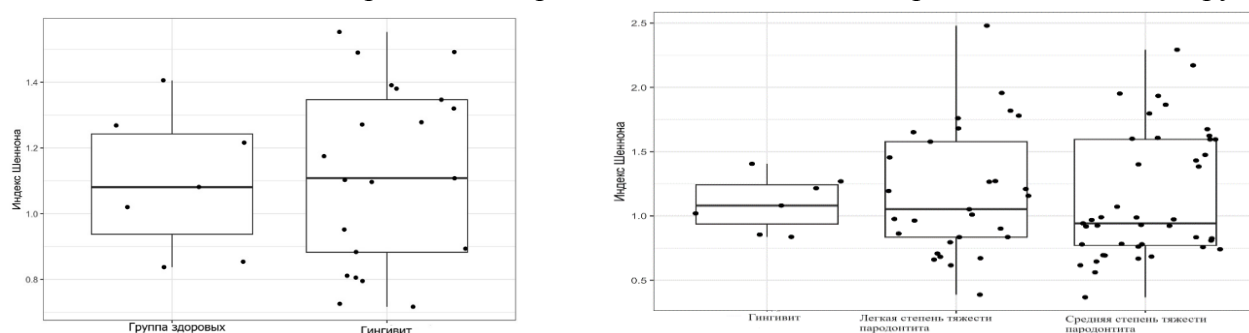 Индекс Шеннона
1.4
1.2
1.0
0.8
Группа здоровых
Гингивит
Индекс Шеннона
2.5
2.0
1.5
1.0
0.5
Гингивит
Легкая степень тяжести
пародонтита
Средняя степень тяжести
пародонтита